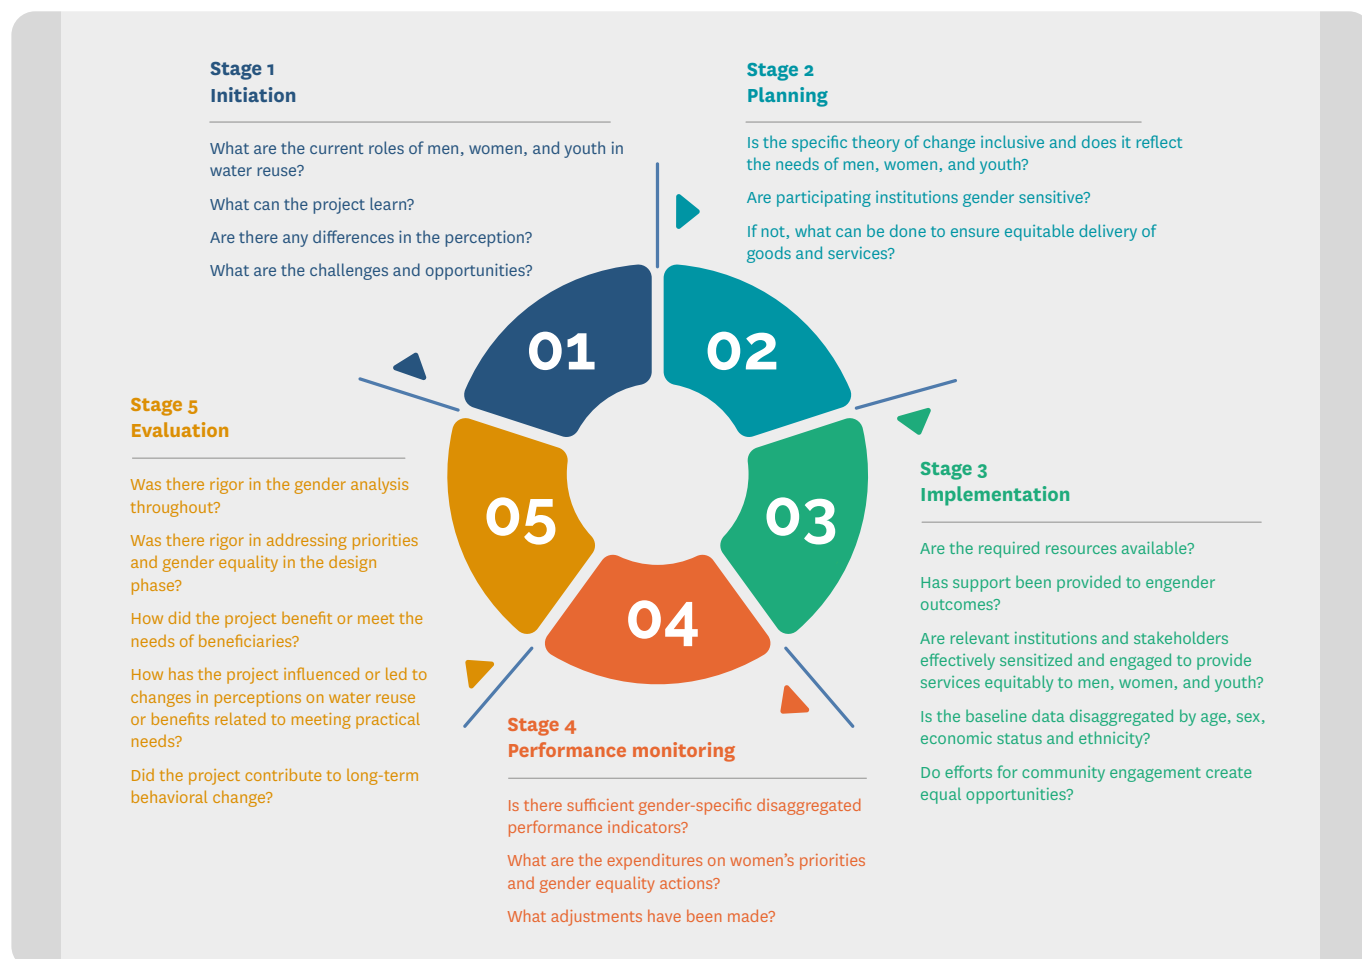 Stage 1
Initiation
What are the current roles of men, women, and youth in
water reuse?
What can the project learn?
Are there any differences in the perception?
What are the challenges and opportunities?
Stage 2
Planning
Is the specific theory of change inclusive and does it reflect
the needs of men, women, and youth?
Are participating institutions gender sensitive?
If not, what can be done to ensure equitable delivery of
goods and services?
01
02
03
04
05
Stage 3
Implementation
Are the required resources available?
Has support been provided to engender
outcomes?
Are relevant institutions and stakeholders
effectively sensitized and engaged to provide
services equitably to men, women, and youth?
Is the baseline data disaggregated by age, sex,
economic status and ethnicity?
Do efforts for community engagement create
equal opportunities?
Stage 4
Performance monitoring
Is there sufficient gender-specific disaggregated
performance indicators?
What are the expenditures on women’s priorities
and gender equality actions?
What adjustments have been made?
Stage 5
Evaluation
Was there rigor in the gender analysis
throughout?
Was there rigor in addressing priorities
and gender equality in the design
phase?
How did the project benefit or meet the
needs of beneficiaries?
How has the project influenced or led to
changes in perceptions on water reuse
or benefits related to meeting practical
needs?
Did the project contribute to long-term
behavioral change?